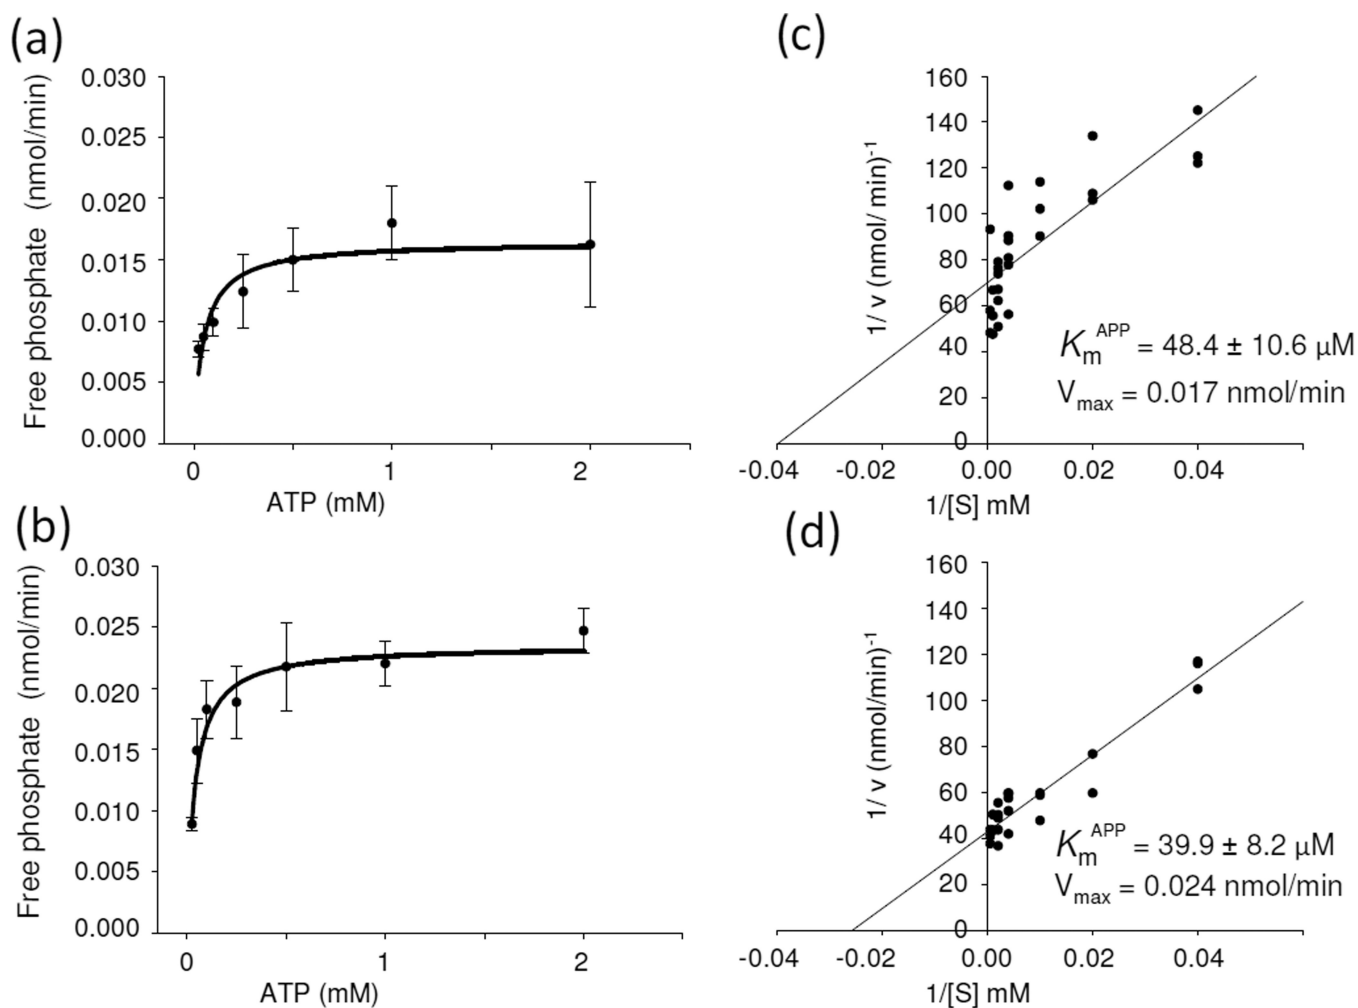 (a)
Free phosphate (nmol/min)
0.030
0.025
0.020
0.015
0.010
0.005
0.000
0 1 2
ATP (mM)
(c)
1/ v (nmol/ min)-1
160
140
120
100
80
60
40
20
0
-0.04 -0.02 0.00 0.02 0.04
1/[S] mM
Km APP = 48.4 ± 10.6 µM
Vmax = 0.017 nmol/min
(b)
Free phosphate (nmol/min)
0.030
0.025
0.020
0.015
0.010
0.005
0.000
0 1 2
ATP (mM)
(d)
1/ v (nmol/min)-1
160
140
120
100
80
60
40
20
0
-0.04 -0.02 0.00 0.02 0.04
1/[S] mM
Km APP = 39.9 ± 8.2 µM
Vmax = 0.024 nmol/min